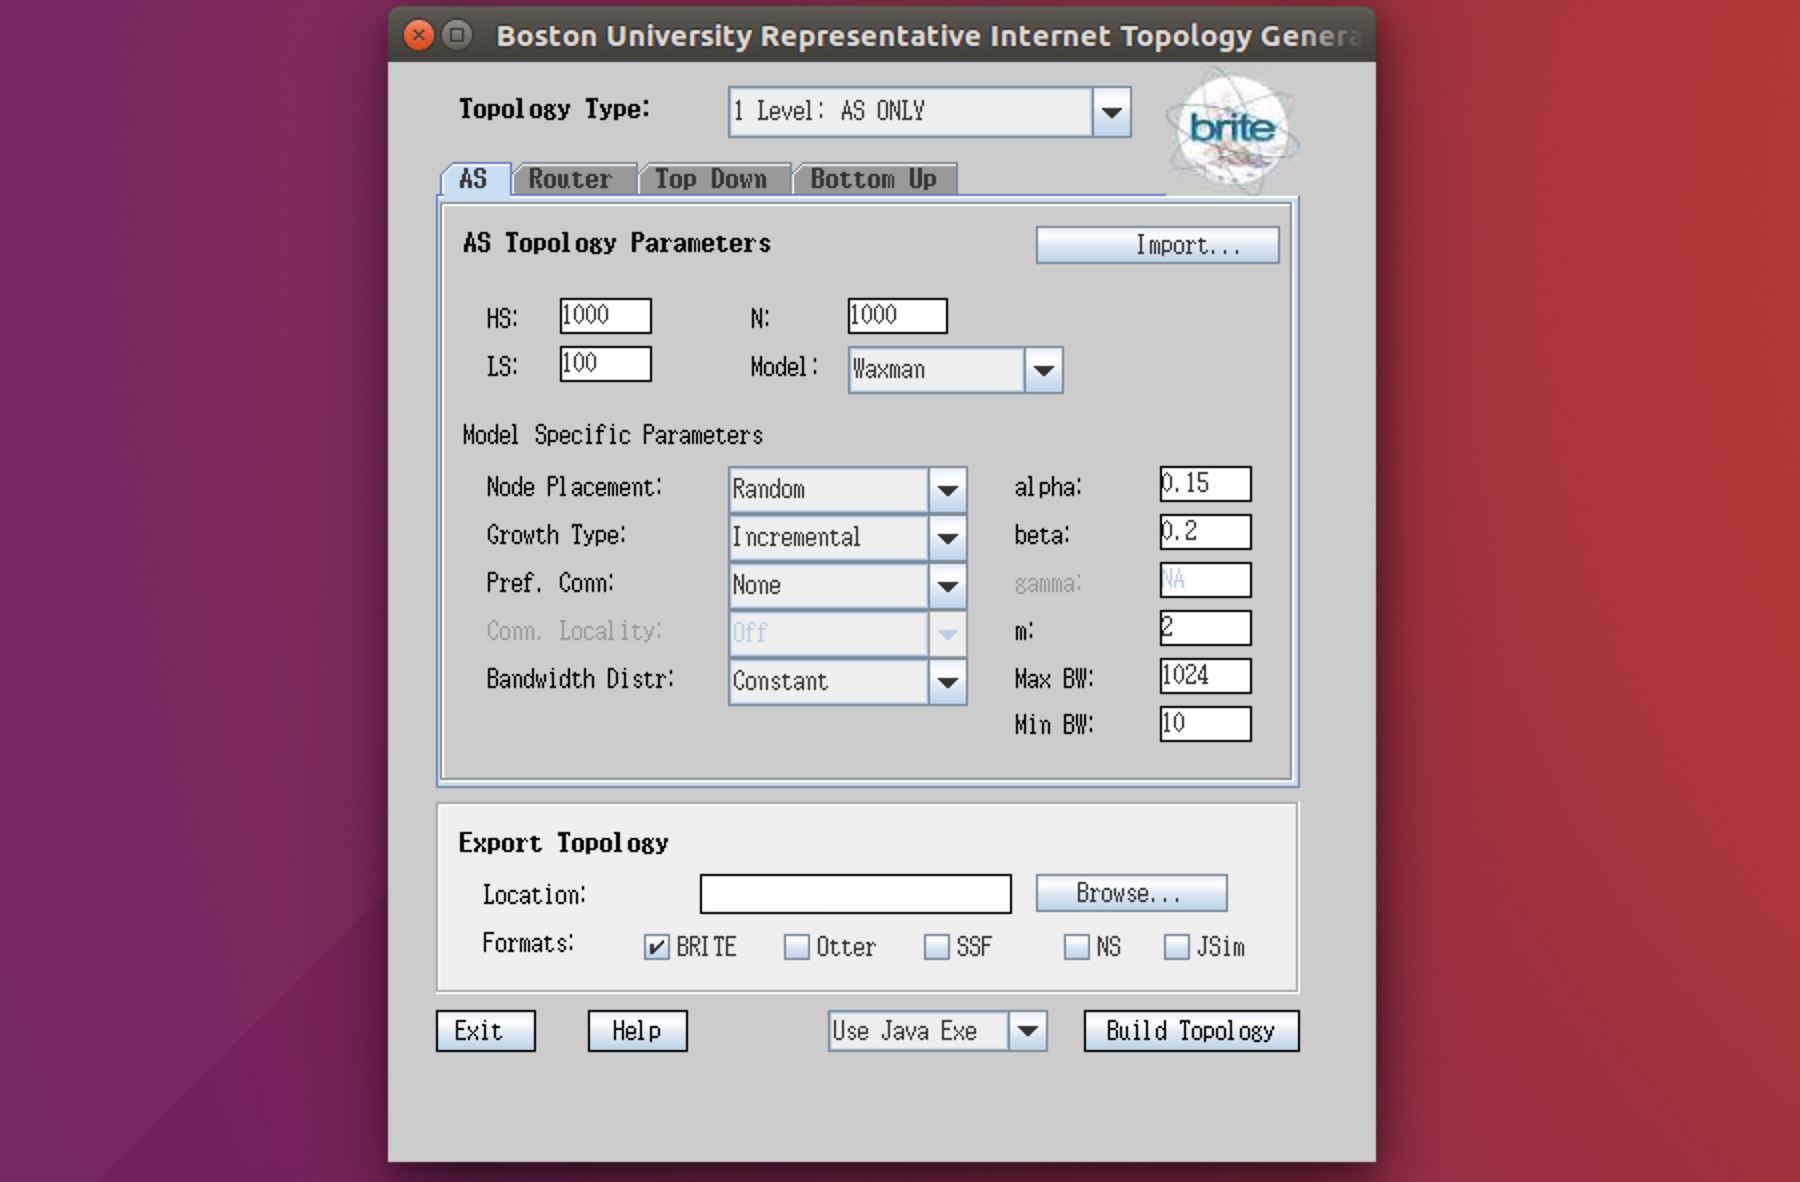 Boston University Representative Internet Topology Genera
Topology Type: 1 Level: AS ONLY
brite
AS Router Top Down Bottom Up
AS Topology Parameters Import...
HS: 1000 N: 1000
LS: 100 Model: Waxman
Model Specific Parameters
Node Placement: Random alpha: 0.15
Growth Type: Incremental beta: 0.2
Pref. Conn: None gamma: NA
Conn. Locality: Off m: 2
Bandwidth Distr: Constant Max BW: 1024
Min BW: 10
Export Topology
Location: Browse...
Formats: BRITE Otter SSF NS JSim
Exit Help Use Java Exe Build Topology